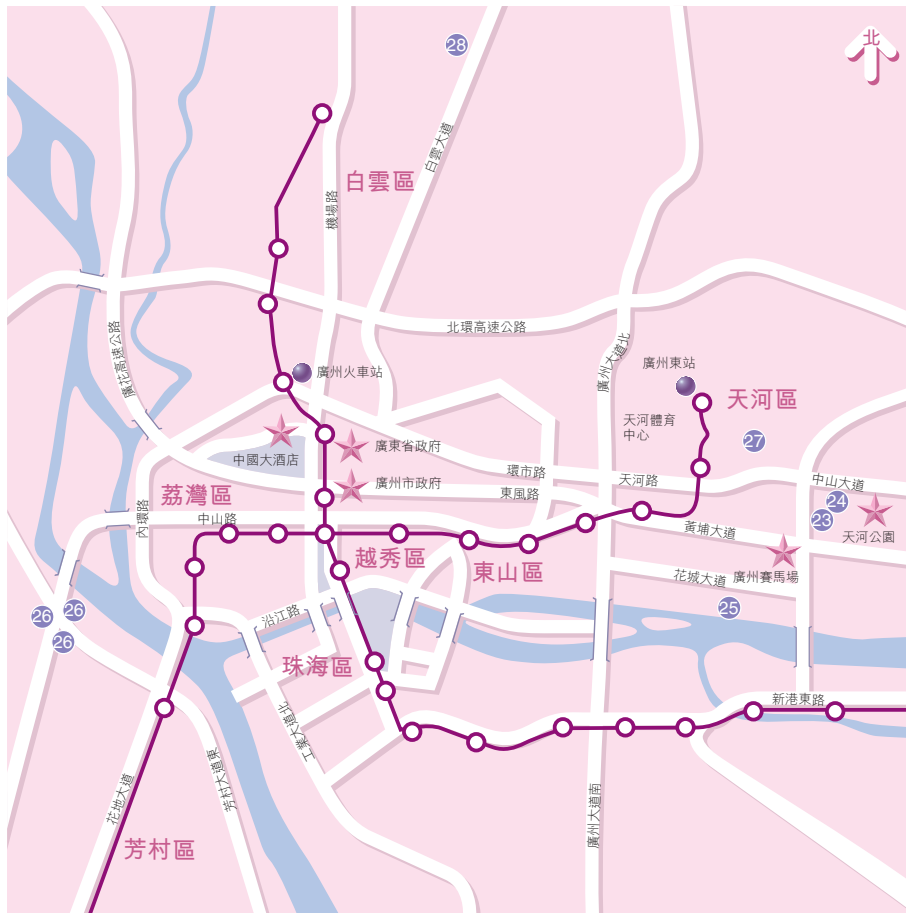 28
北
白雲大道
白雲區
機場路
北環高速公路
廣花高速公路
廣州大道北
廣州火車站
廣州東站
天河區
天河體育
中心
27
廣東省政府
中國大酒店
環市路
天河路
中山大道
廣州市政府
東風路
荔灣區
內環路
中山路
24
23
黃埔大道
天河公園
越秀區
東山區
花城大道
廣州賽馬場
26
26
26
25
沿江路
珠海區
新港東路
工業大道北
芳村大道東
花地大道
廣州大道南
芳村區